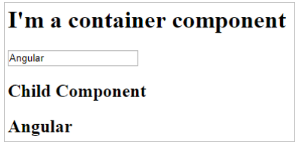 I'm a container component
Angular
Child Component
Angular